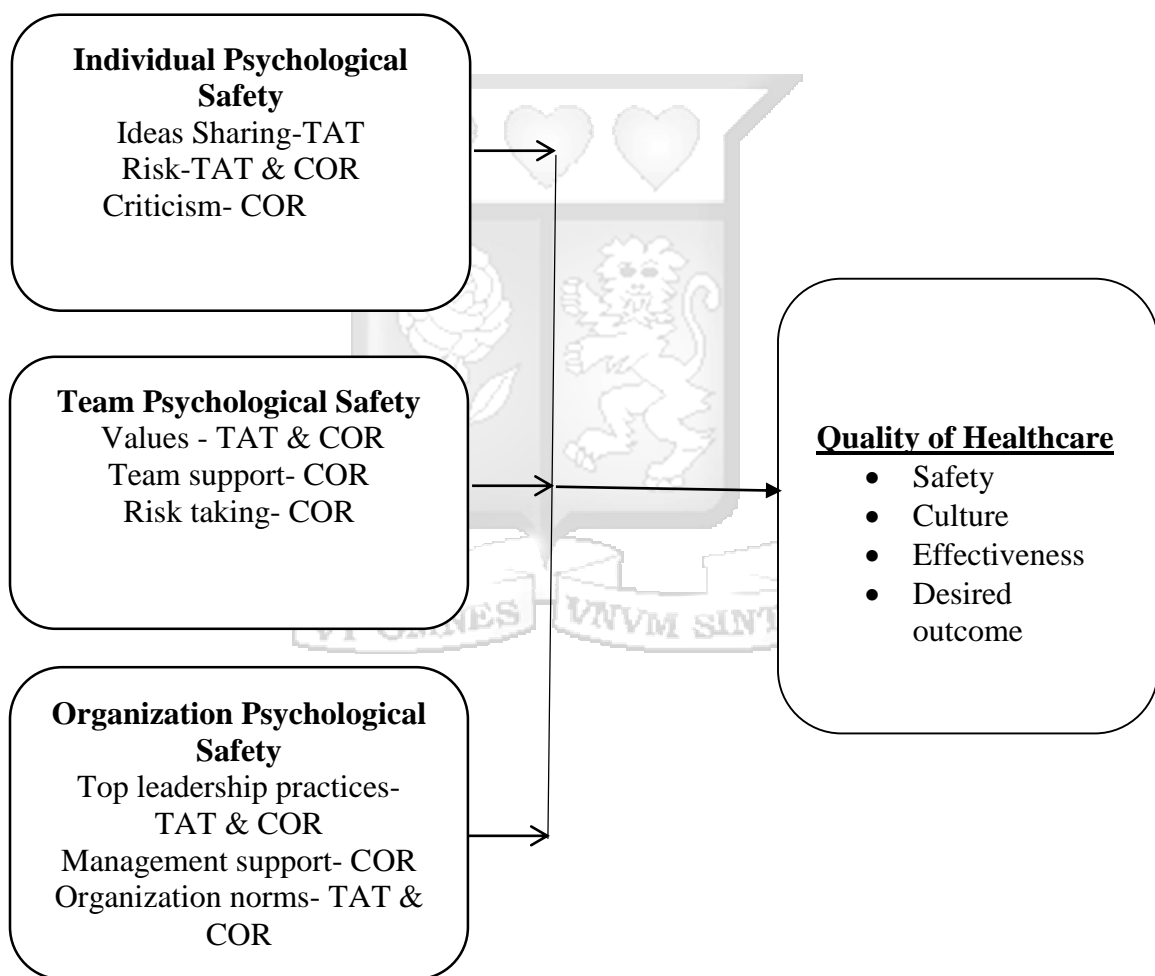 Individual Psychological
Safety
Ideas Sharing-TAT
Risk-TAT & COR
Criticism- COR
Team Psychological Safety
Values - TAT & COR
Team support- COR
Risk taking- COR
Organization Psychological
Safety
Top leadership practices-
TAT & COR
Management support- COR
Organization norms- TAT &
COR
Quality of Healthcare
• Safety
• Culture
• Effectiveness
• Desired
outcome
VNVM SINT